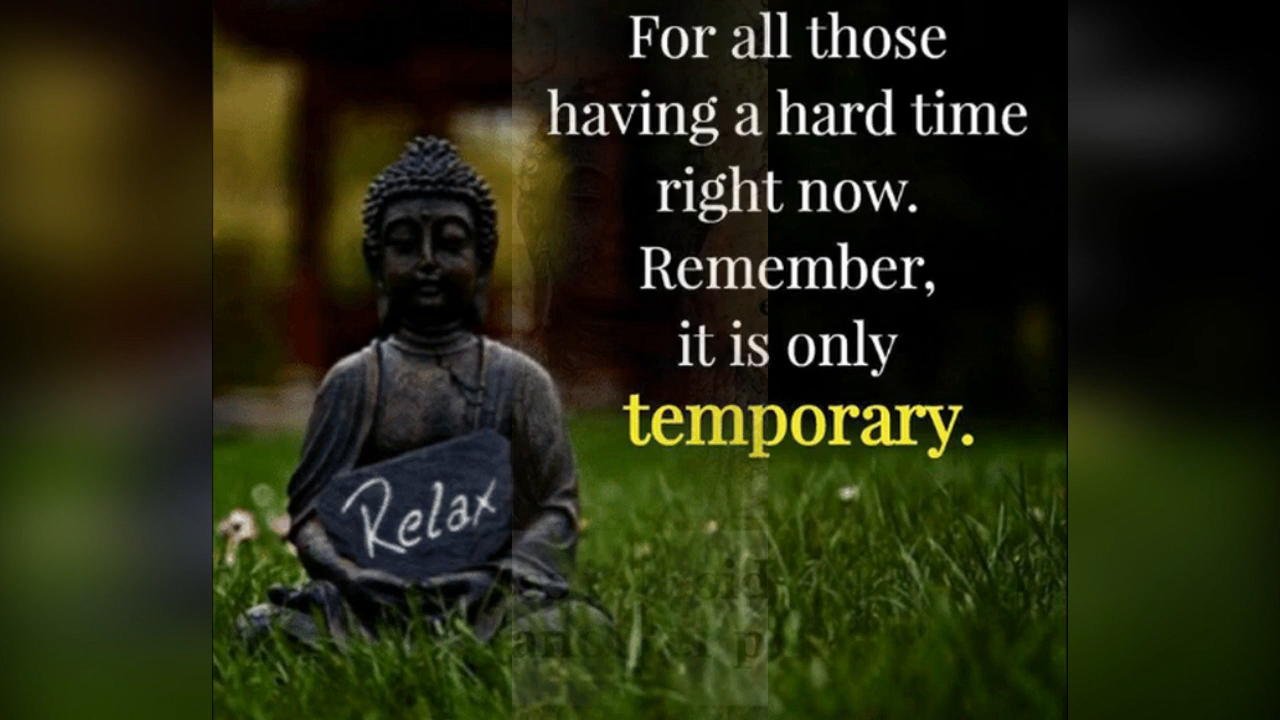 For all those
having a hard time
right now.
Remember,
it is only
temporary.
Relax